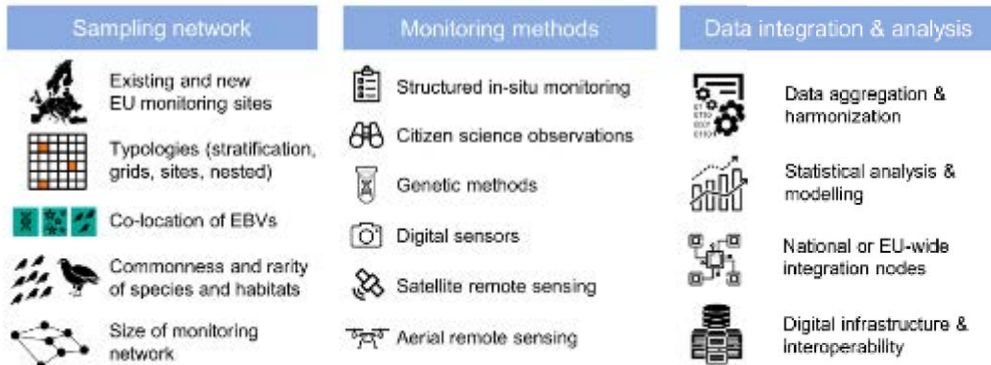 Sampling network
Existing and new
EU monitoring sites
Typologies (stratification,
grids, sites, nested)
Co-location of EBVs
Commonness and rarity
of species and habitats
Size of monitoring
network
Monitoring methods
Structured in-situ monitoring
Citizen science observations
Genetic methods
Digital sensors
Satellite remote sensing
Aerial remote sensing
Data integration & analysis
Data aggregation &
harmonization
Statistical analysis &
modelling
National or EU-wide
integration nodes
Digital infrastructure &
interoperability